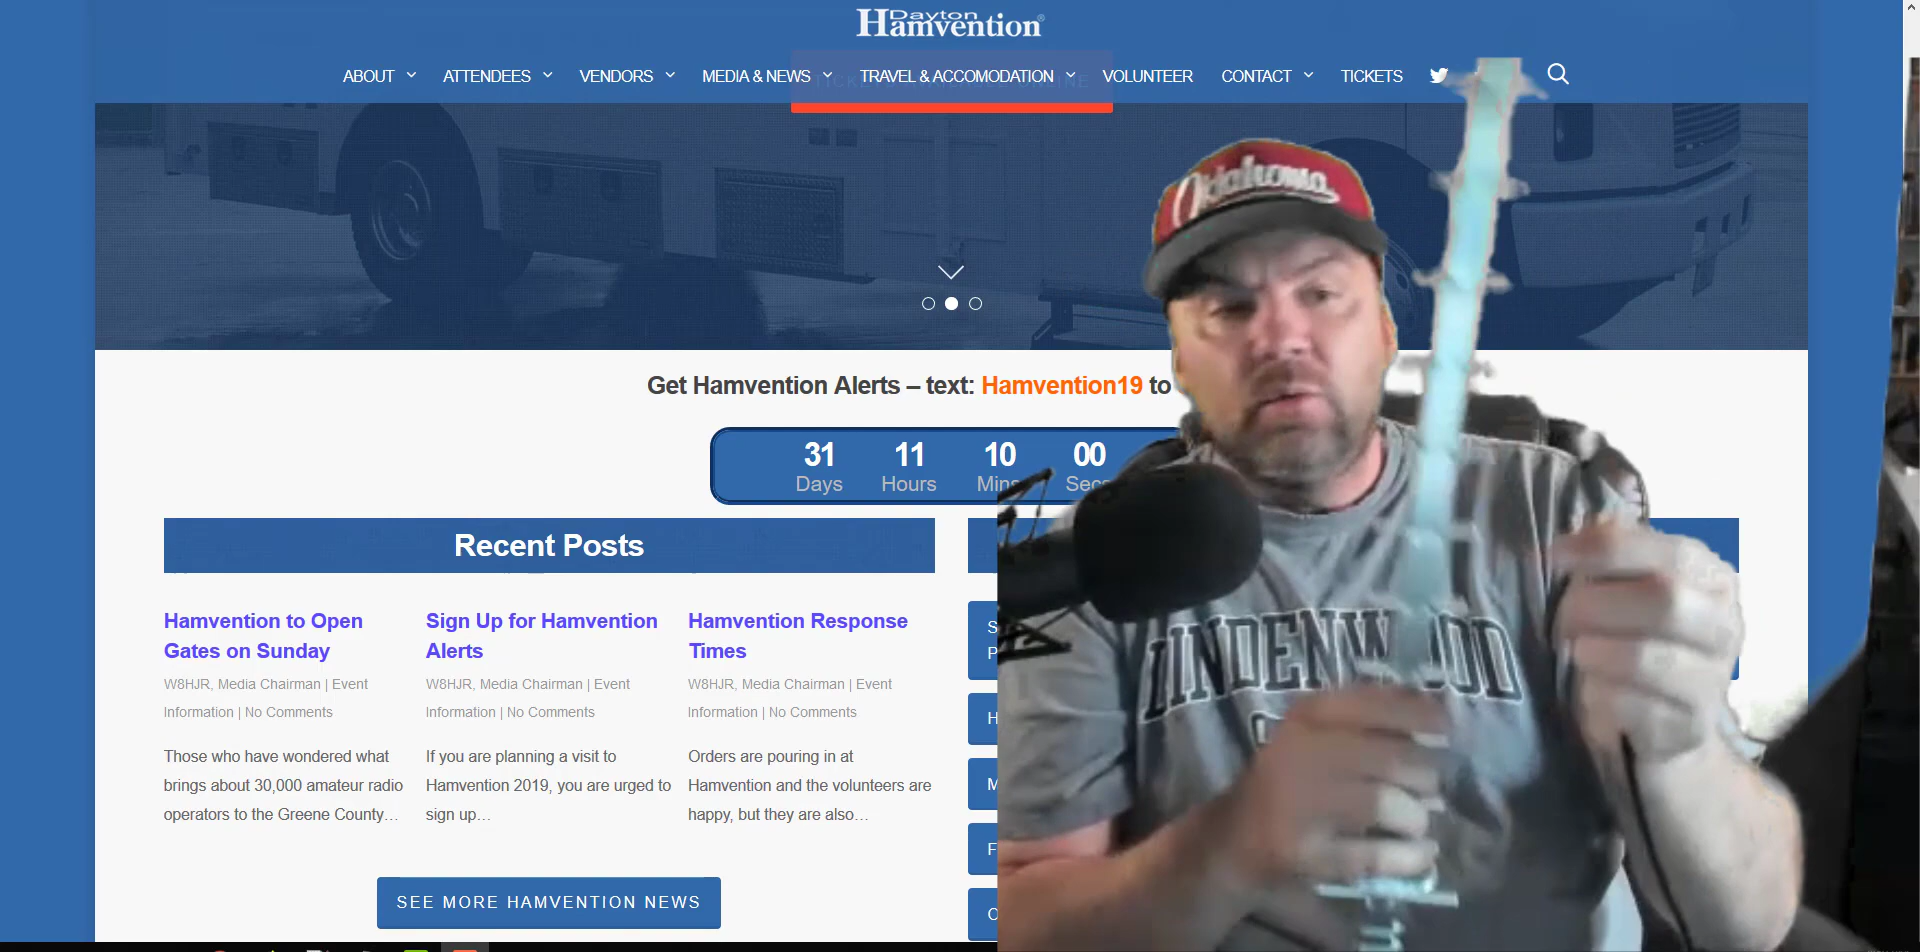 Dayton
Hamvention
ABOUT ATTENDEES VENDORS MEDIA & NEWS TRAVEL & ACCOMODATION VOLUNTEER CONTACT TICKETS
Oklahoma
Get Hamvention Alerts – text: Hamvention19 to
31 11 10 00
Days Hours Mins Secs
Recent Posts
Hamvention to Open
Gates on Sunday
W8HJR, Media Chairman | Event
Information | No Comments
Those who have wondered what
brings about 30,000 amateur radio
operators to the Greene County…
Sign Up for Hamvention
Alerts
W8HJR, Media Chairman | Event
Information | No Comments
If you are planning a visit to
Hamvention 2019, you are urged to
sign up…
Hamvention Response
Times
W8HJR, Media Chairman | Event
Information | No Comments
Orders are pouring in at
Hamvention and the volunteers are
happy, but they are also…
SEE MORE HAMVENTION NEWS
S
P
H
M
F
O
LINDENWOOD